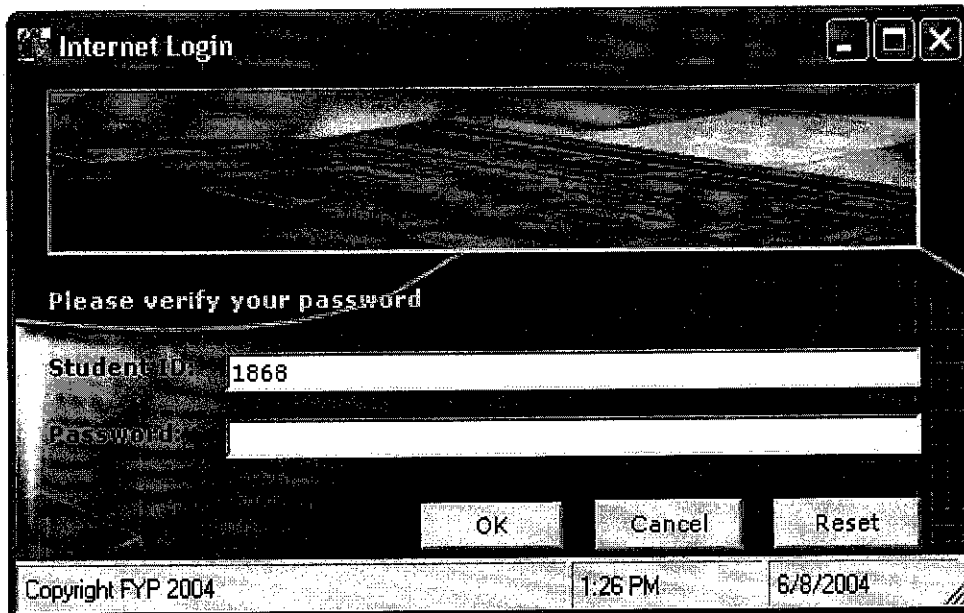 Internet Login
Please verify your password
Student ID: 1868
Password:
OK Cancel Reset
Copyright FYP 2004 1:26 PM 6/8/2004